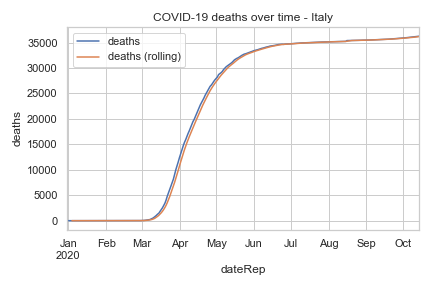 COVID-19 deaths over time - Italy
deaths
deaths (rolling)
deaths
35000
30000
25000
20000
15000
10000
5000
0
Jan Feb Mar Apr May Jun Jul Aug Sep Oct
2020
dateRep